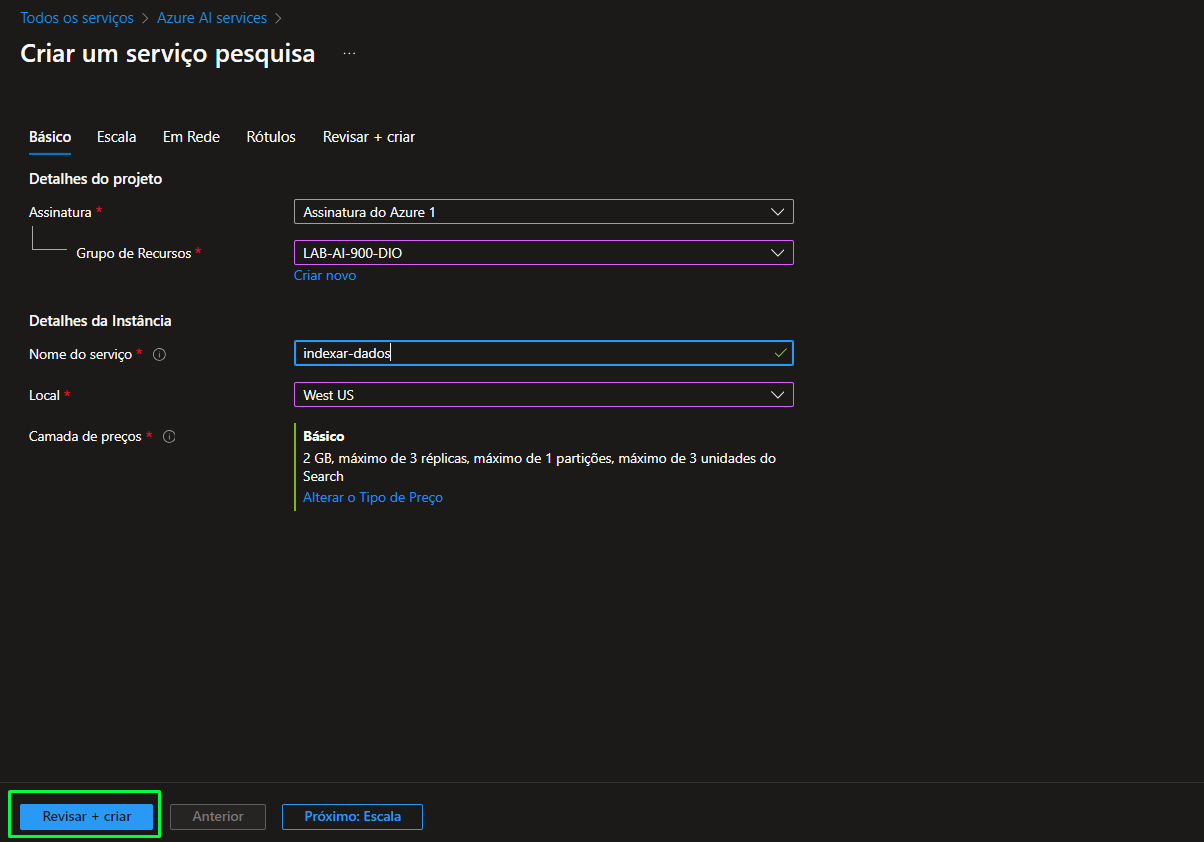 Todos os serviços > Azure AI services >
Criar um serviço pesquisa ...
Básico Escala Em Rede Rótulos Revisar + criar
Detalhes do projeto
Assinatura * Assinatura do Azure 1
Grupo de Recursos * LAB-AI-900-DIO
Criar novo
Detalhes da Instância
Nome do serviço * indexar-dados
Local * West US
Camada de preços * Básico
2 GB, máximo de 3 réplicas, máximo de 1 partições, máximo de 3 unidades do
Search
Alterar o Tipo de Preço
Revisar + criar Anterior Próximo: Escala